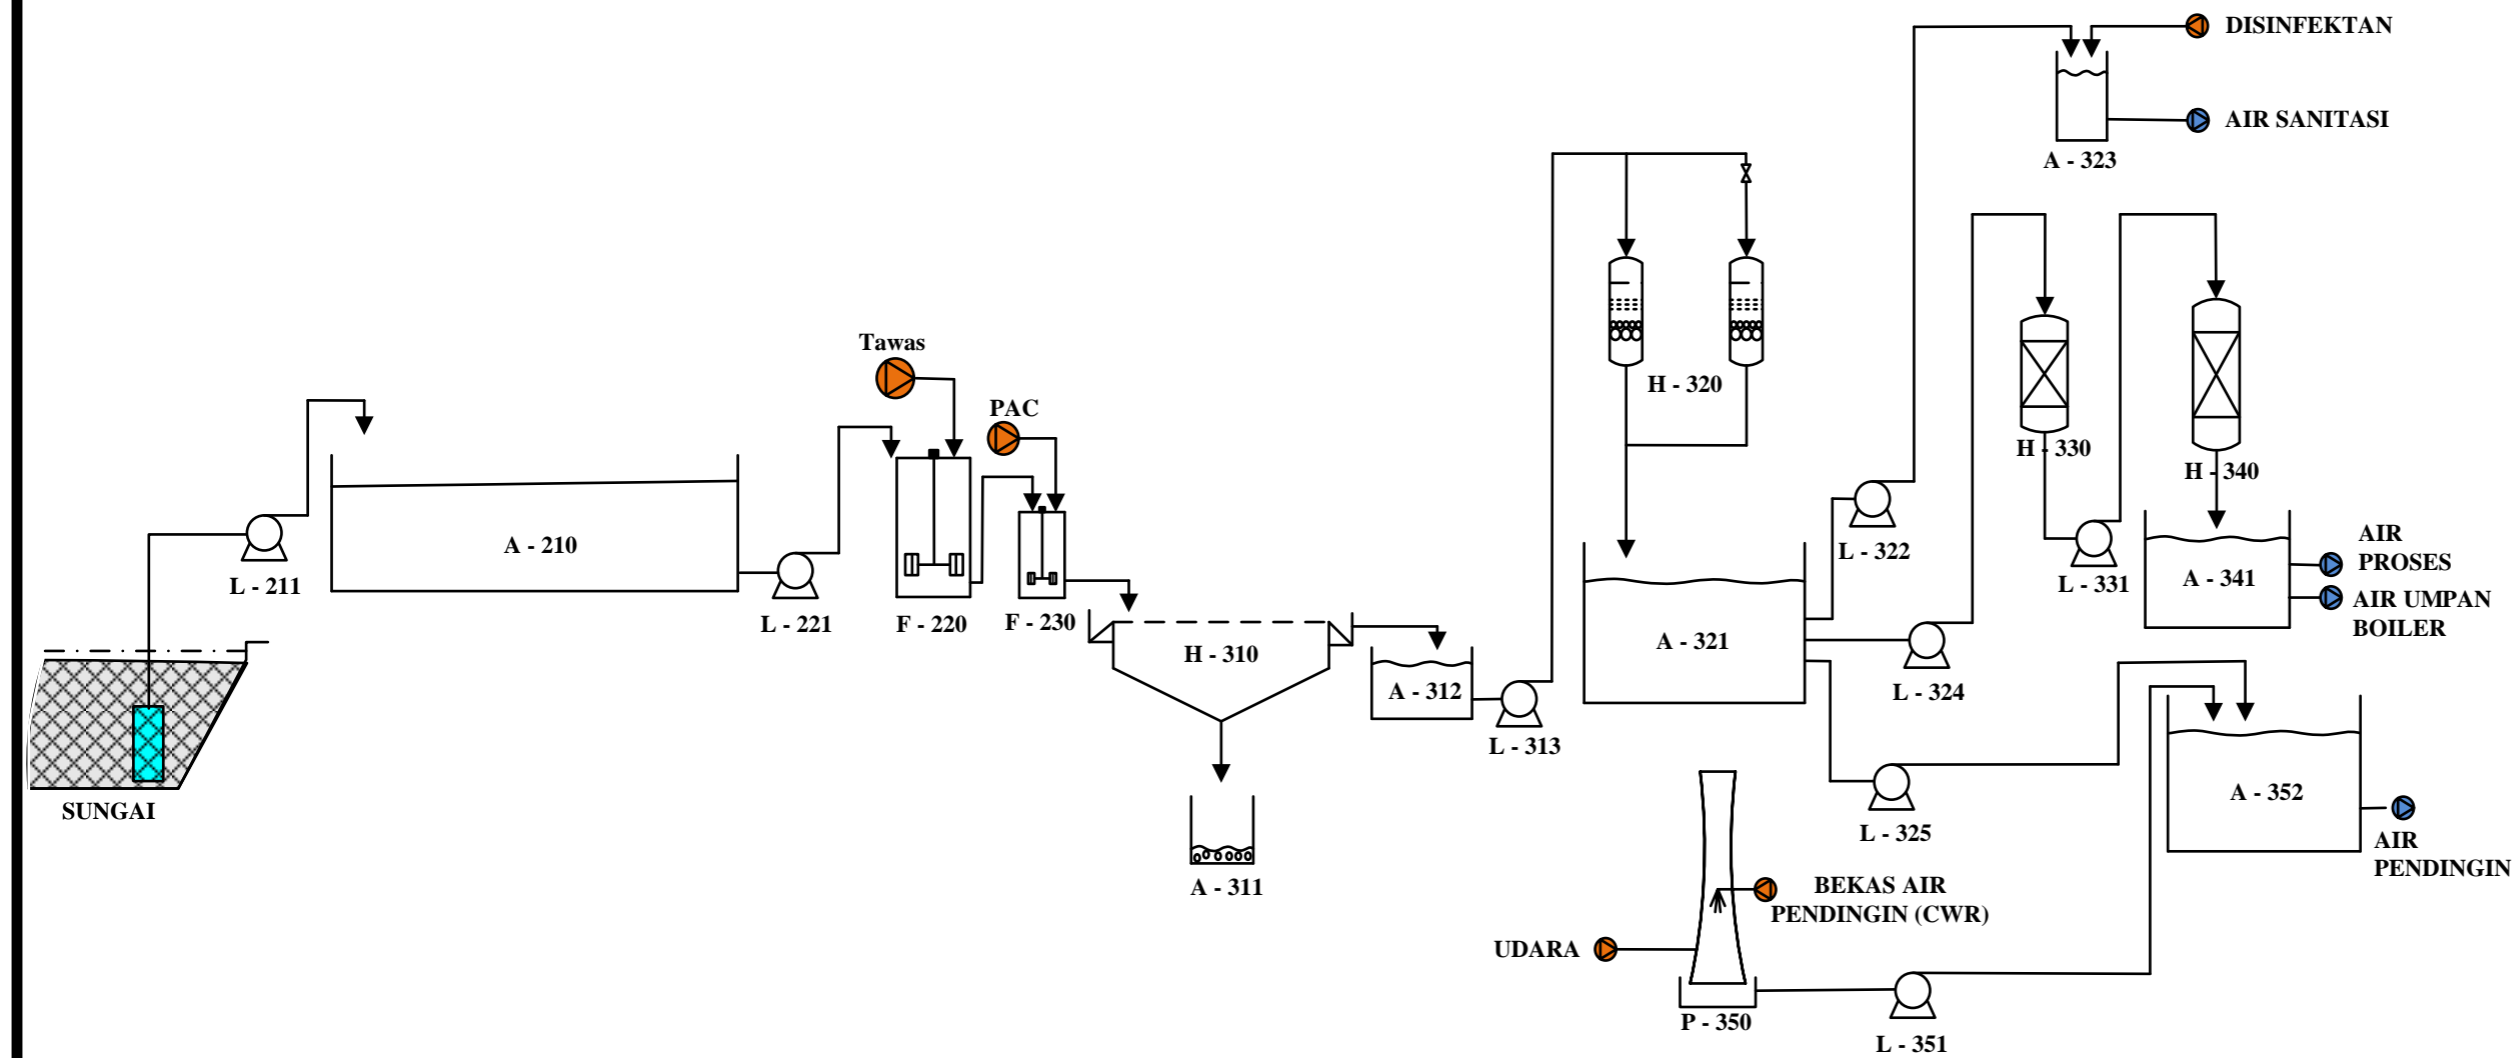 DISINFEKTAN
AIR SANITASI
A - 323
Tawas
PAC
H - 320
H - 330
H - 340
A - 210
L - 211
L - 221
F - 220
F - 230
H - 310
A - 312
L - 313
A - 311
A - 321
L - 322
L - 324
L - 325
L - 331
A - 341
AIR
PROSES
AIR UMPAN
BOILER
A - 352
AIR
PENDINGIN
SUNGAI
BEKAS AIR
PENDINGIN (CWR)
UDARA
P - 350
L - 351